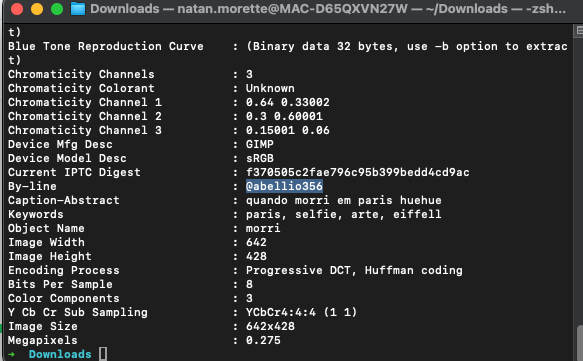 Downloads — natan.morette@MAC-D65QXVN27W — ~/Downloads — -zsh...
t)
Blue Tone Reproduction Curve : (Binary data 32 bytes, use -b option to extrac
t)
Chromaticity Channels : 3
Chromaticity Colorant : Unknown
Chromaticity Channel 1 : 0.64 0.33002
Chromaticity Channel 2 : 0.3 0.60001
Chromaticity Channel 3 : 0.15001 0.06
Device Mfg Desc : GIMP
Device Model Desc : sRGB
Current IPTC Digest : f370505c2fae796c95b399bedd4cd9ac
By-line : @abellio356
Caption-Abstract : quando morri em paris huehue
Keywords : paris, selfie, arte, eiffell
Object Name : morri
Image Width : 642
Image Height : 428
Encoding Process : Progressive DCT, Huffman coding
Bits Per Sample : 8
Color Components : 3
Y Cb Cr Sub Sampling : YCbCr4:4:4 (1 1)
Image Size : 642x428
Megapixels : 0.275
→ Downloads